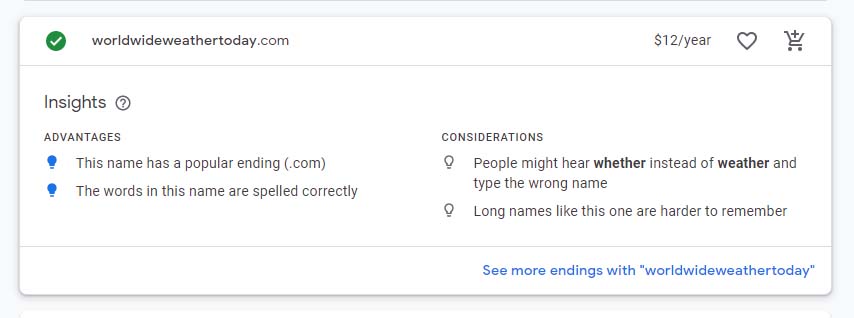 worldwideweathertoday.com
$12/year
Insights
ADVANTAGES
This name has a popular ending (.com)
The words in this name are spelled correctly
CONSIDERATIONS
People might hear whether instead of weather and
type the wrong name
Long names like this one are harder to remember
See more endings with "worldwideweathertoday"